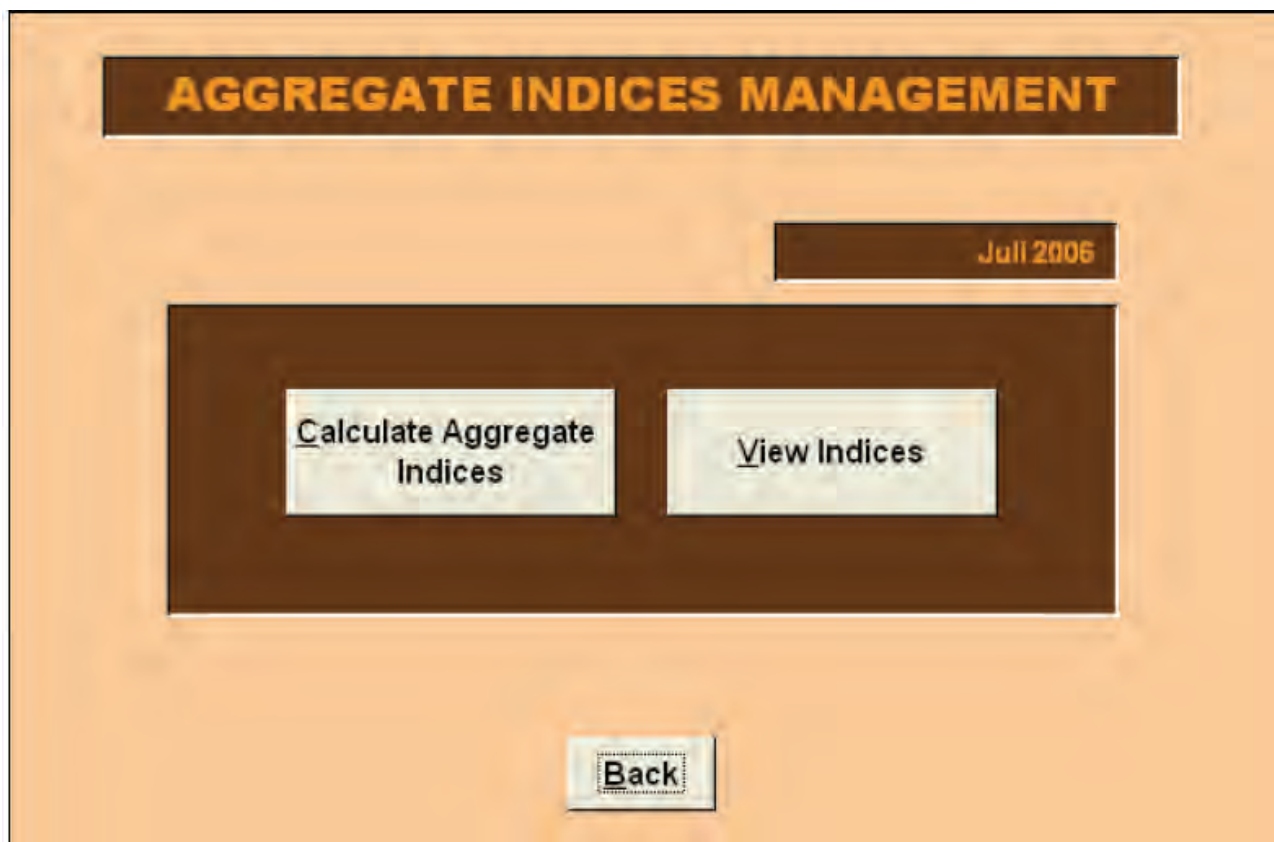 AGGREGATE INDICES MANAGEMENT
Juli 2006
Calculate Aggregate
Indices
View Indices
Back